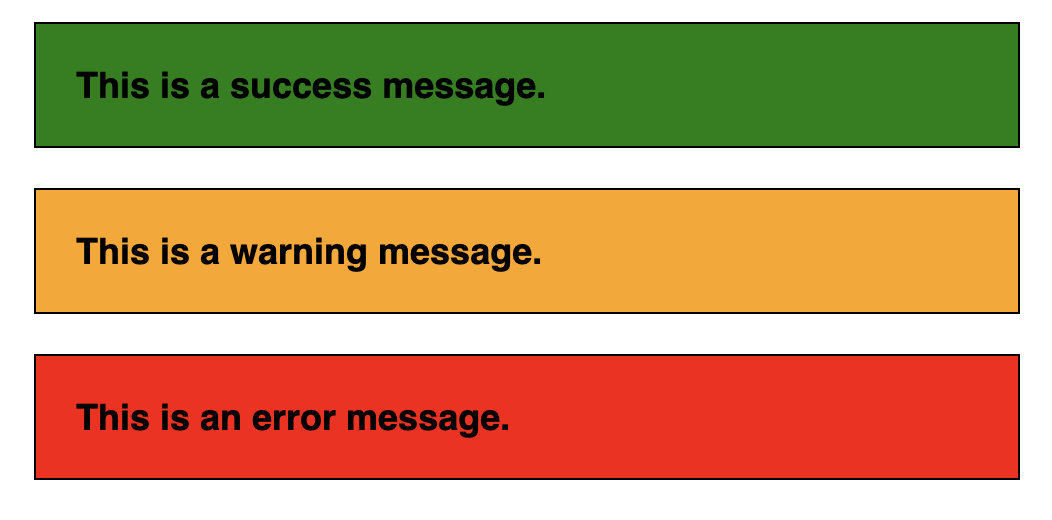 This is a success message.
This is a warning message.
This is an error message.